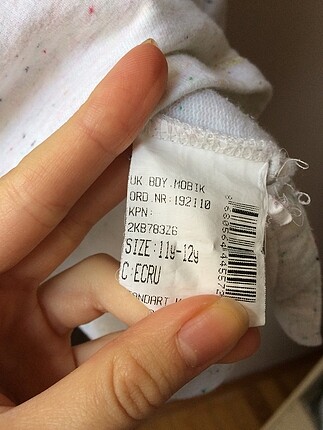 UK BDY.MOBIK
ORD.NR:192110
KPN:
2KB783Z6
SIZE:11y-12y
C:ECRU